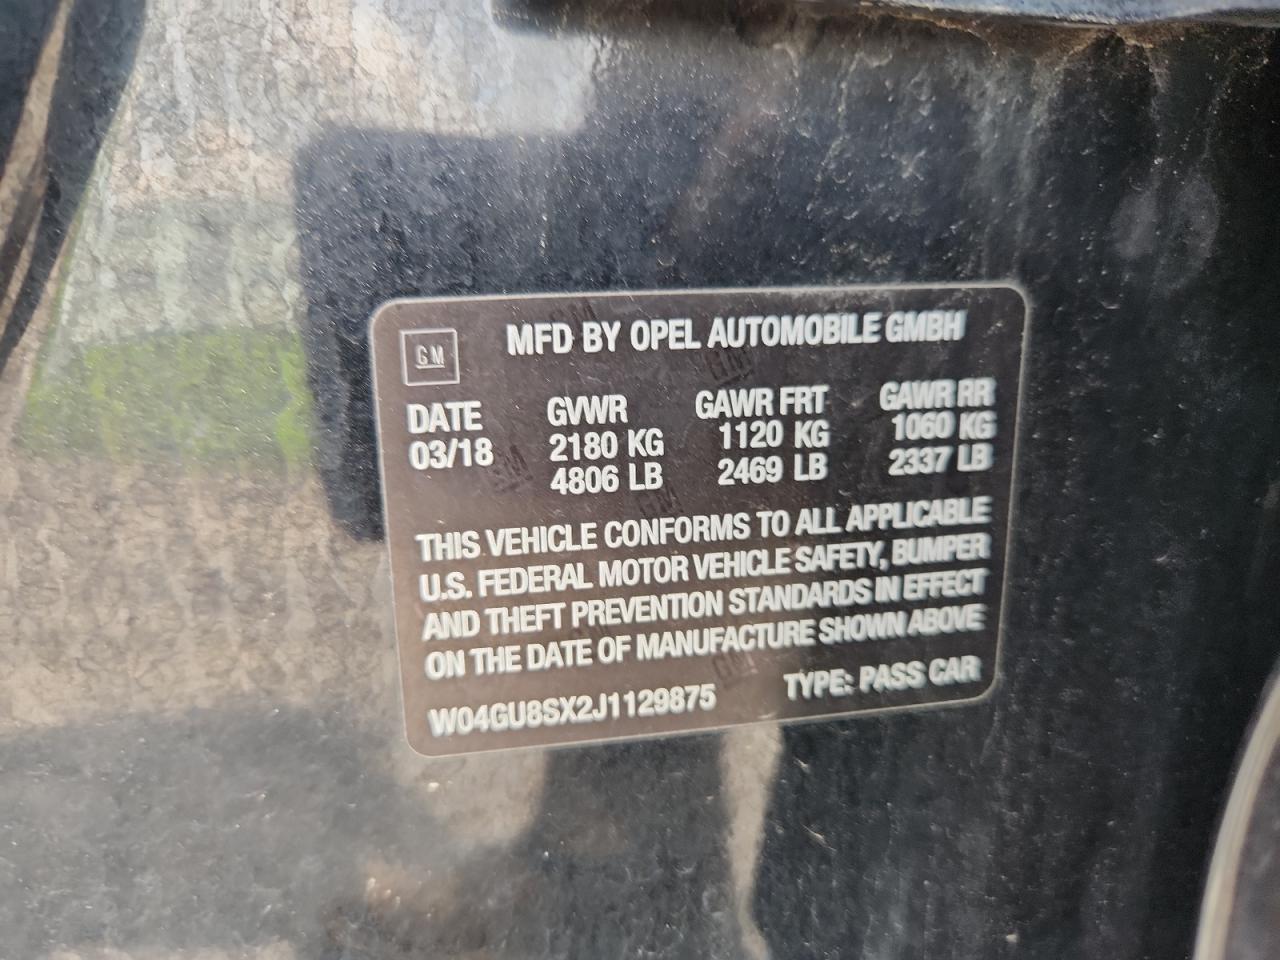 GM
MFD BY OPEL AUTOMOBILE GMBH
DATE GVWR GAWR FRT GAWR RR
03/18 2180 KG 1120 KG 1060 KG
4806 LB 2469 LB 2337 LB
THIS VEHICLE CONFORMS TO ALL APPLICABLE
U.S. FEDERAL MOTOR VEHICLE SAFETY, BUMPER
AND THEFT PREVENTION STANDARDS IN EFFECT
ON THE DATE OF MANUFACTURE SHOWN ABOVE
W04GU8SX2J1129875 TYPE: PASS CAR